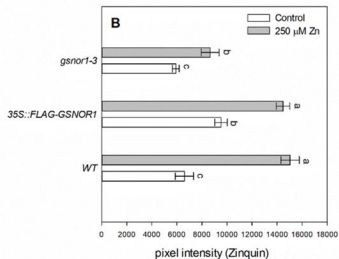 B
Control
250 μM Zn
gsnor1-3
b
c
35S::FLAG-GSNOR1
a
b
WT
a
c
0 2000 4000 6000 8000 10000 12000 14000 16000 18000
pixel intensity (Zinquin)